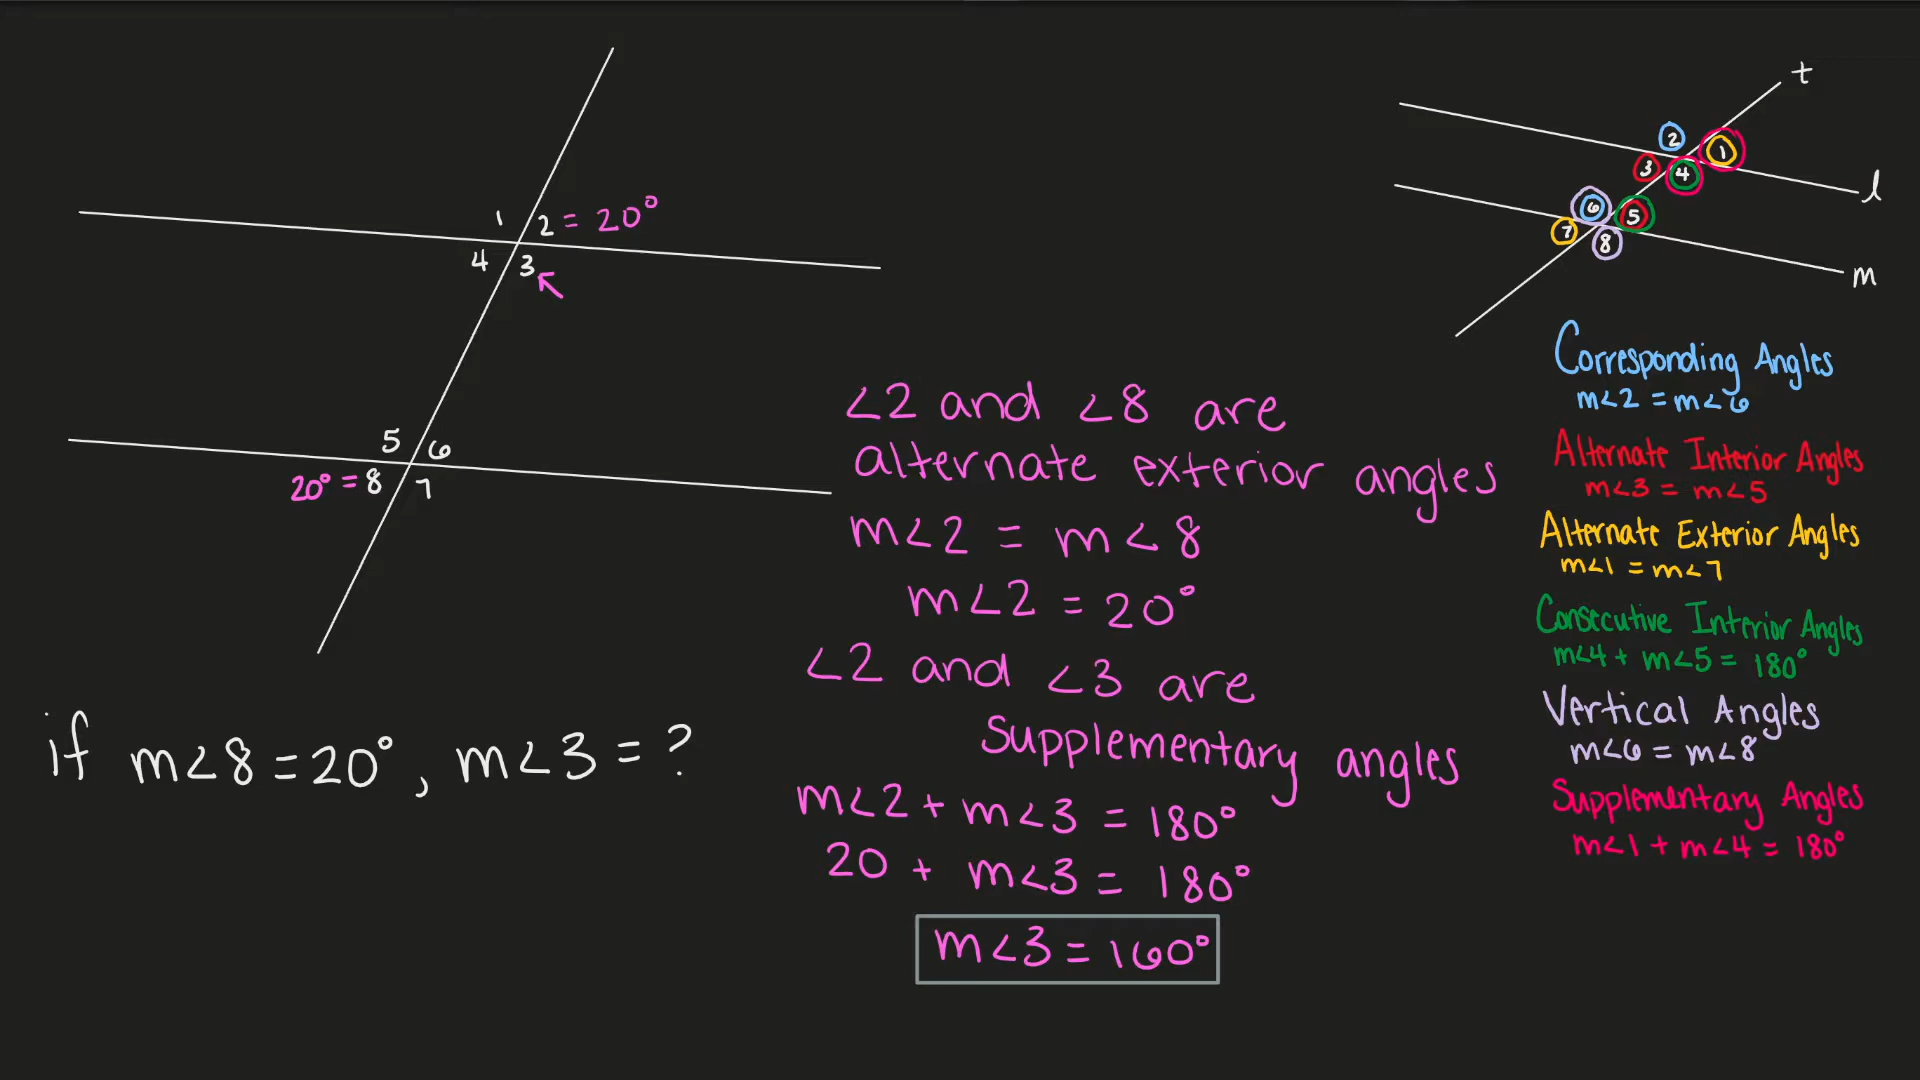 1 2 = 20°
4 3
5 6
20° = 8 7
if m∠8 = 20°, m∠3 = ?
∠2 and ∠8 are
alternate exterior angles
m∠2 = m∠8
m∠2 = 20°
∠2 and ∠3 are
Supplementary angles
m∠2 + m∠3 = 180°
20 + m∠3 = 180°
m∠3 = 160°
t
2 1
3 4
l
6 5
7 8
m
Corresponding Angles
m∠2 = m∠6
Alternate Interior Angles
m∠3 = m∠5
Alternate Exterior Angles
m∠1 = m∠7
Consecutive Interior Angles
m∠4 + m∠5 = 180°
Vertical Angles
m∠6 = m∠8
Supplementary Angles
m∠1 + m∠4 = 180°